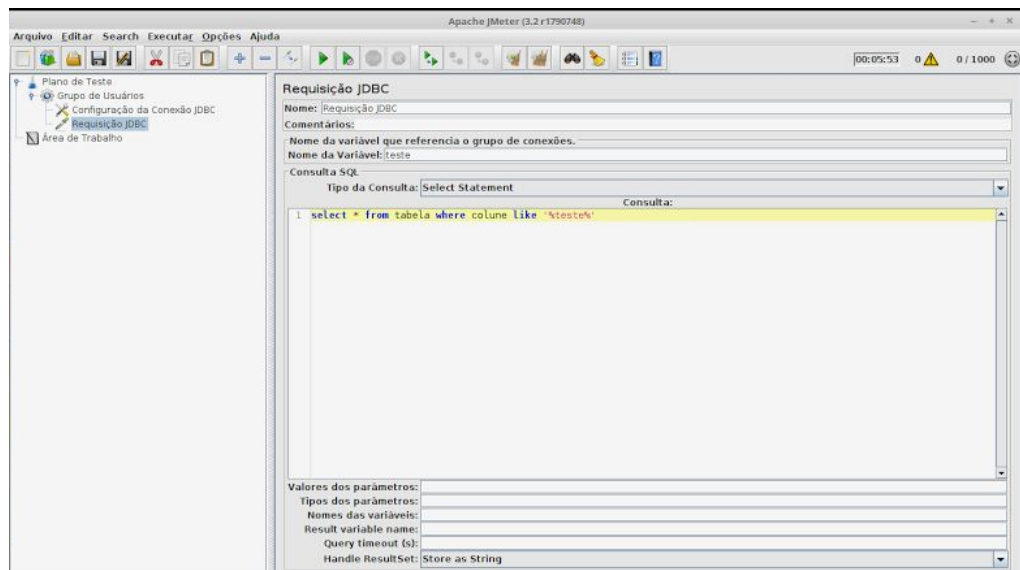 Apache JMeter (3.2 r1790748)
Arquivo Editar Search Executar Opções Ajuda
00:05:53 0 0 / 1000
Plano de Teste
Grupo de Usuários
Configuração da Conexão JDBC
Requisição JDBC
Área de Trabalho
Requisição JDBC
Nome: Requisição JDBC
Comentários:
Nome da variável que referencia o grupo de conexões.
Nome da Variável: teste
Consulta SQL
Tipo da Consulta: Select Statement
Consulta:
1 select * from tabela where colune like '%teste%'
Valores dos parâmetros:
Tipos dos parâmetros:
Nomes das variáveis:
Result variable name:
Query timeout (s):
Handle ResultSet: Store as String